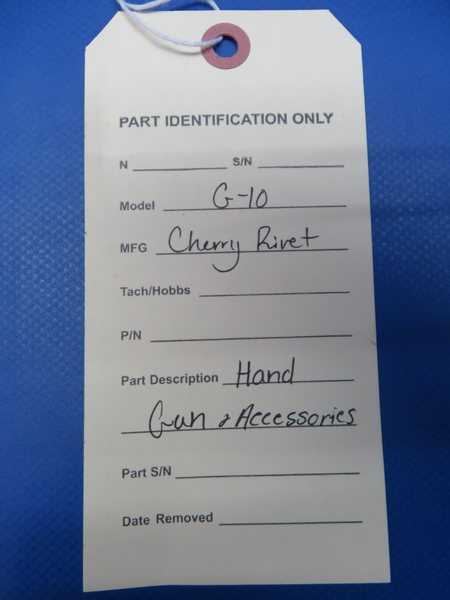 PART IDENTIFICATION ONLY
N S/N
Model G-10
MFG Cherry Rivet
Tach/Hobbs
P/N
Part Description Hand
Gun & Accessories
Part S/N
Date Removed